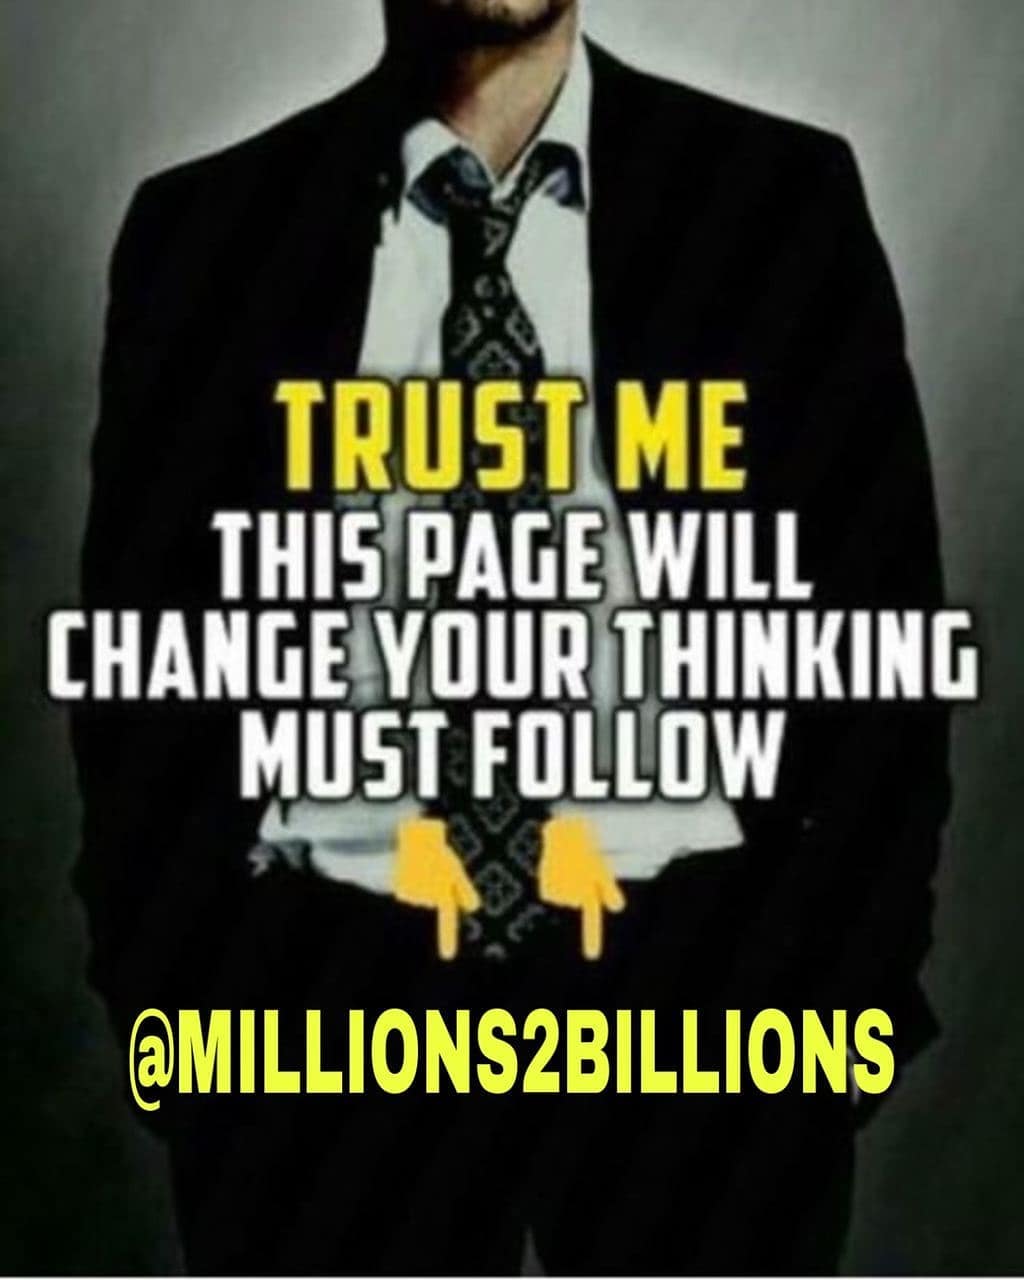 TRUST ME
THIS PAGE WILL
CHANGE YOUR THINKING
MUST FOLLOW
@MILLIONS2BILLIONS